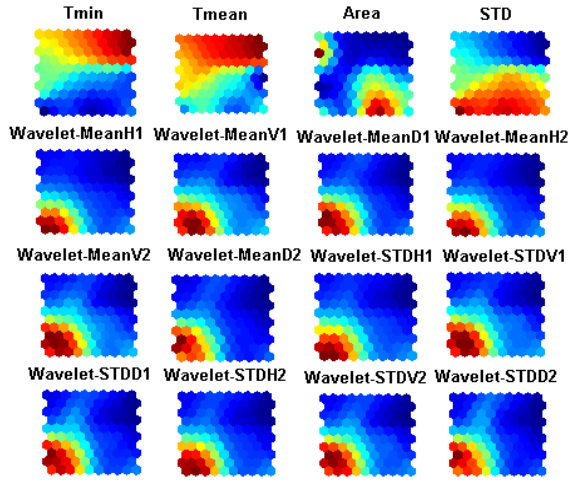 Tmin Tmean Area STD
Wavelet-MeanH1 Wavelet-MeanV1 Wavelet-MeanD1 Wavelet-MeanH2
Wavelet-MeanV2 Wavelet-MeanD2 Wavelet-STDH1 Wavelet-STDV1
Wavelet-STDD1 Wavelet-STDH2 Wavelet-STDV2 Wavelet-STDD2